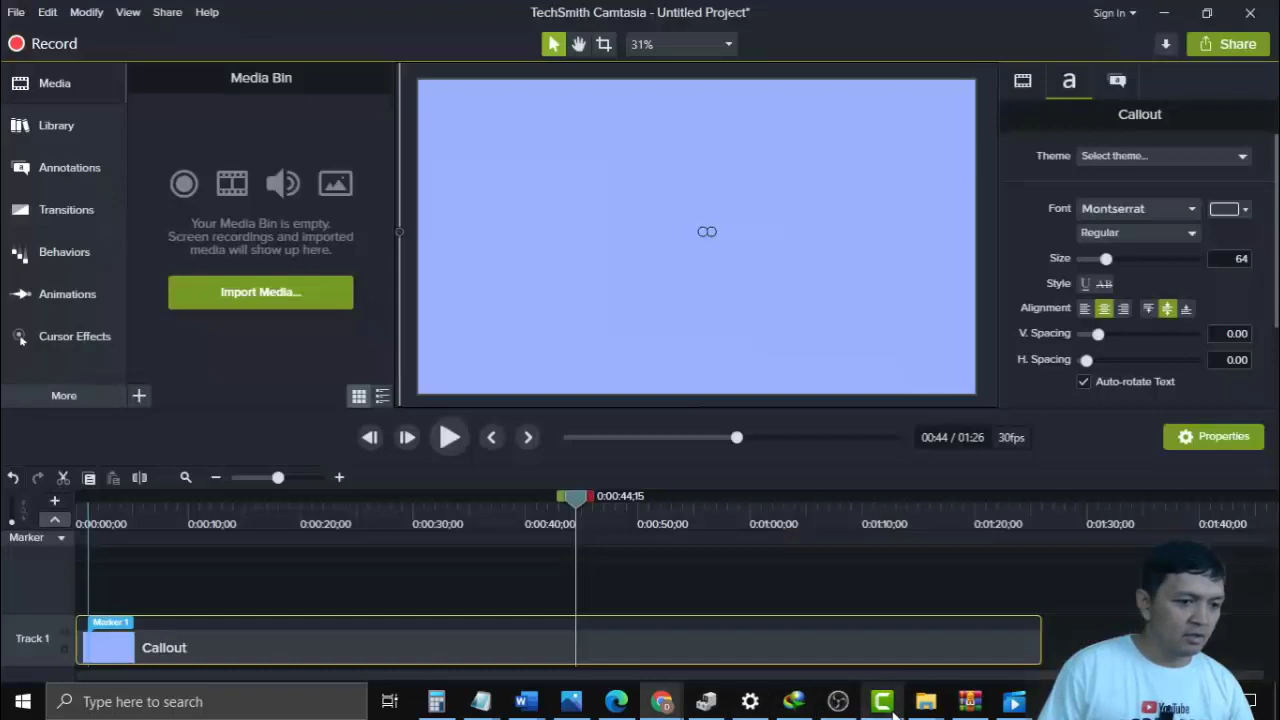 File Edit Modify View Share Help
TechSmith Camtasia - Untitled Project*
Sign In
Record
31%
Share
Media
Library
Annotations
Transitions
Behaviors
Animations
Cursor Effects
More
Media Bin
Your Media Bin is empty.
Screen recordings and imported
media will show up here.
Import Media...
a
Callout
Theme Select theme...
Font Montserrat
Regular
Size 64
Style U AB
Alignment
V. Spacing 0.00
H. Spacing 0.00
Auto-rotate Text
00:44 / 01:26 30fps
Properties
0:00:44;15
0:00:00;00 0:00:10;00 0:00:20;00 0:00:30;00 0:00:40;00 0:00:50;00 0:01:00;00 0:01:10;00 0:01:20;00 0:01:30;00 0:01:40;00
Marker
Marker 1
Track 1
Callout
Type here to search
YouTube